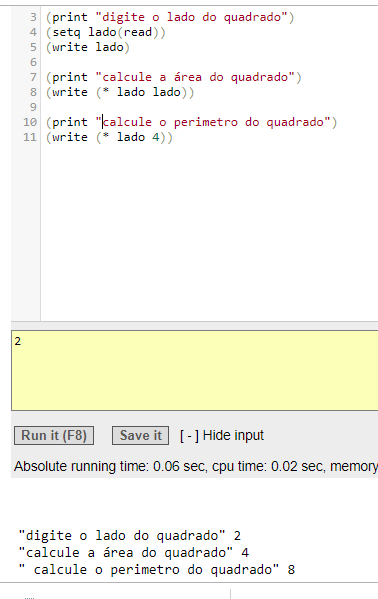 3 (print "digite o lado do quadrado")
4 (setq lado(read))
5 (write lado)
6
7 (print "calcule a área do quadrado")
8 (write (* lado lado))
9
10 (print "calcule o perimetro do quadrado")
11 (write (* lado 4))
2
Run it (F8) Save it [ - ] Hide input
Absolute running time: 0.06 sec, cpu time: 0.02 sec, memory
"digite o lado do quadrado" 2
"calcule a área do quadrado" 4
" calcule o perimetro do quadrado" 8